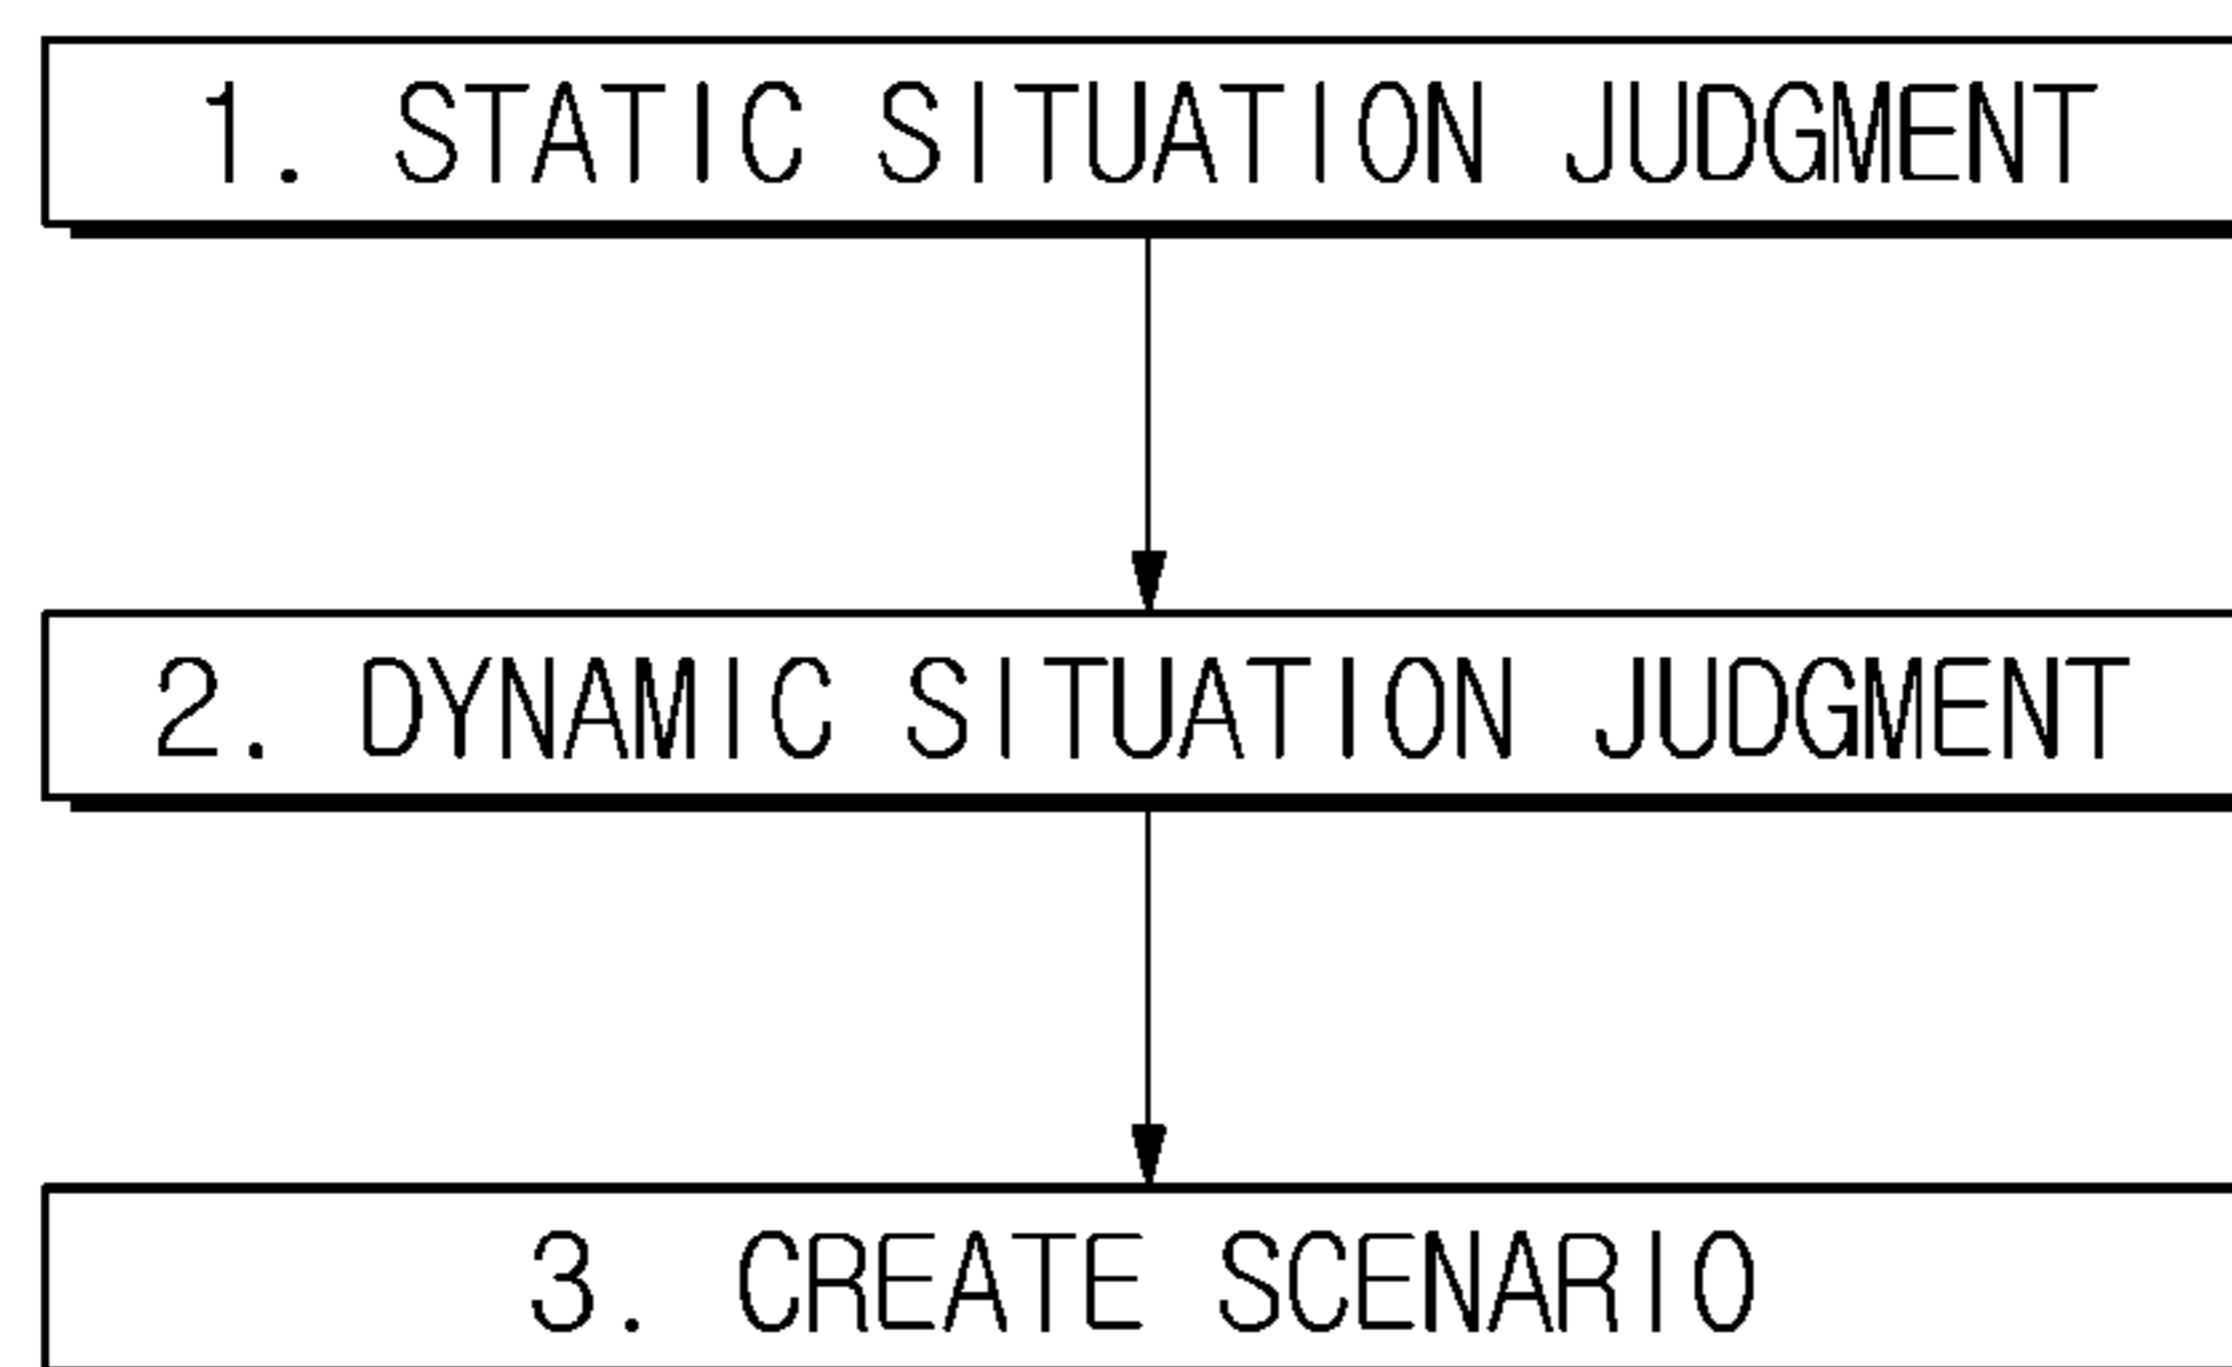 1. STATIC SITUATION JUDGMENT
2. DYNAMIC SITUATION JUDGMENT
3. CREATE SCENARIO